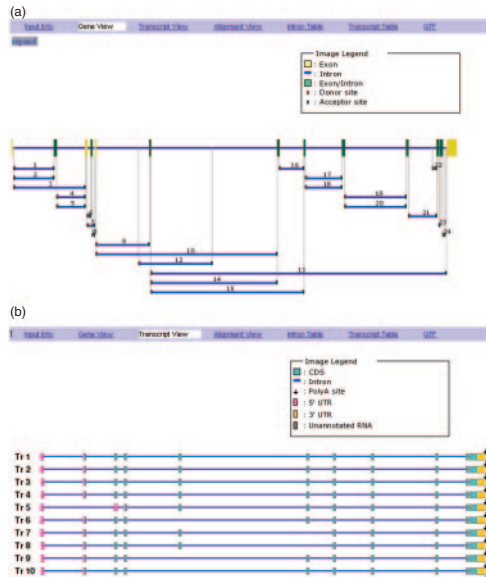 (a)
Input Info Gene View Transcript View Alignment View Intron Table Transcript Table GTF
Image Legend
: Exon
: Intron
: Exon/Intron
: Donor site
: Acceptor site
1
2
3
4
5
9
10
12
13
14
15
16
17
18
19
20
21
22
23
24
(b)
Input Info Gene View Transcript View Alignment View Intron Table Transcript Table GTF
Image Legend
: CDS
: Intron
: PolyA site
: 5' UTR
: 3' UTR
: Unannotated RNA
Tr 1
Tr 2
Tr 3
Tr 4
Tr 5
Tr 6
Tr 7
Tr 8
Tr 9
Tr 10